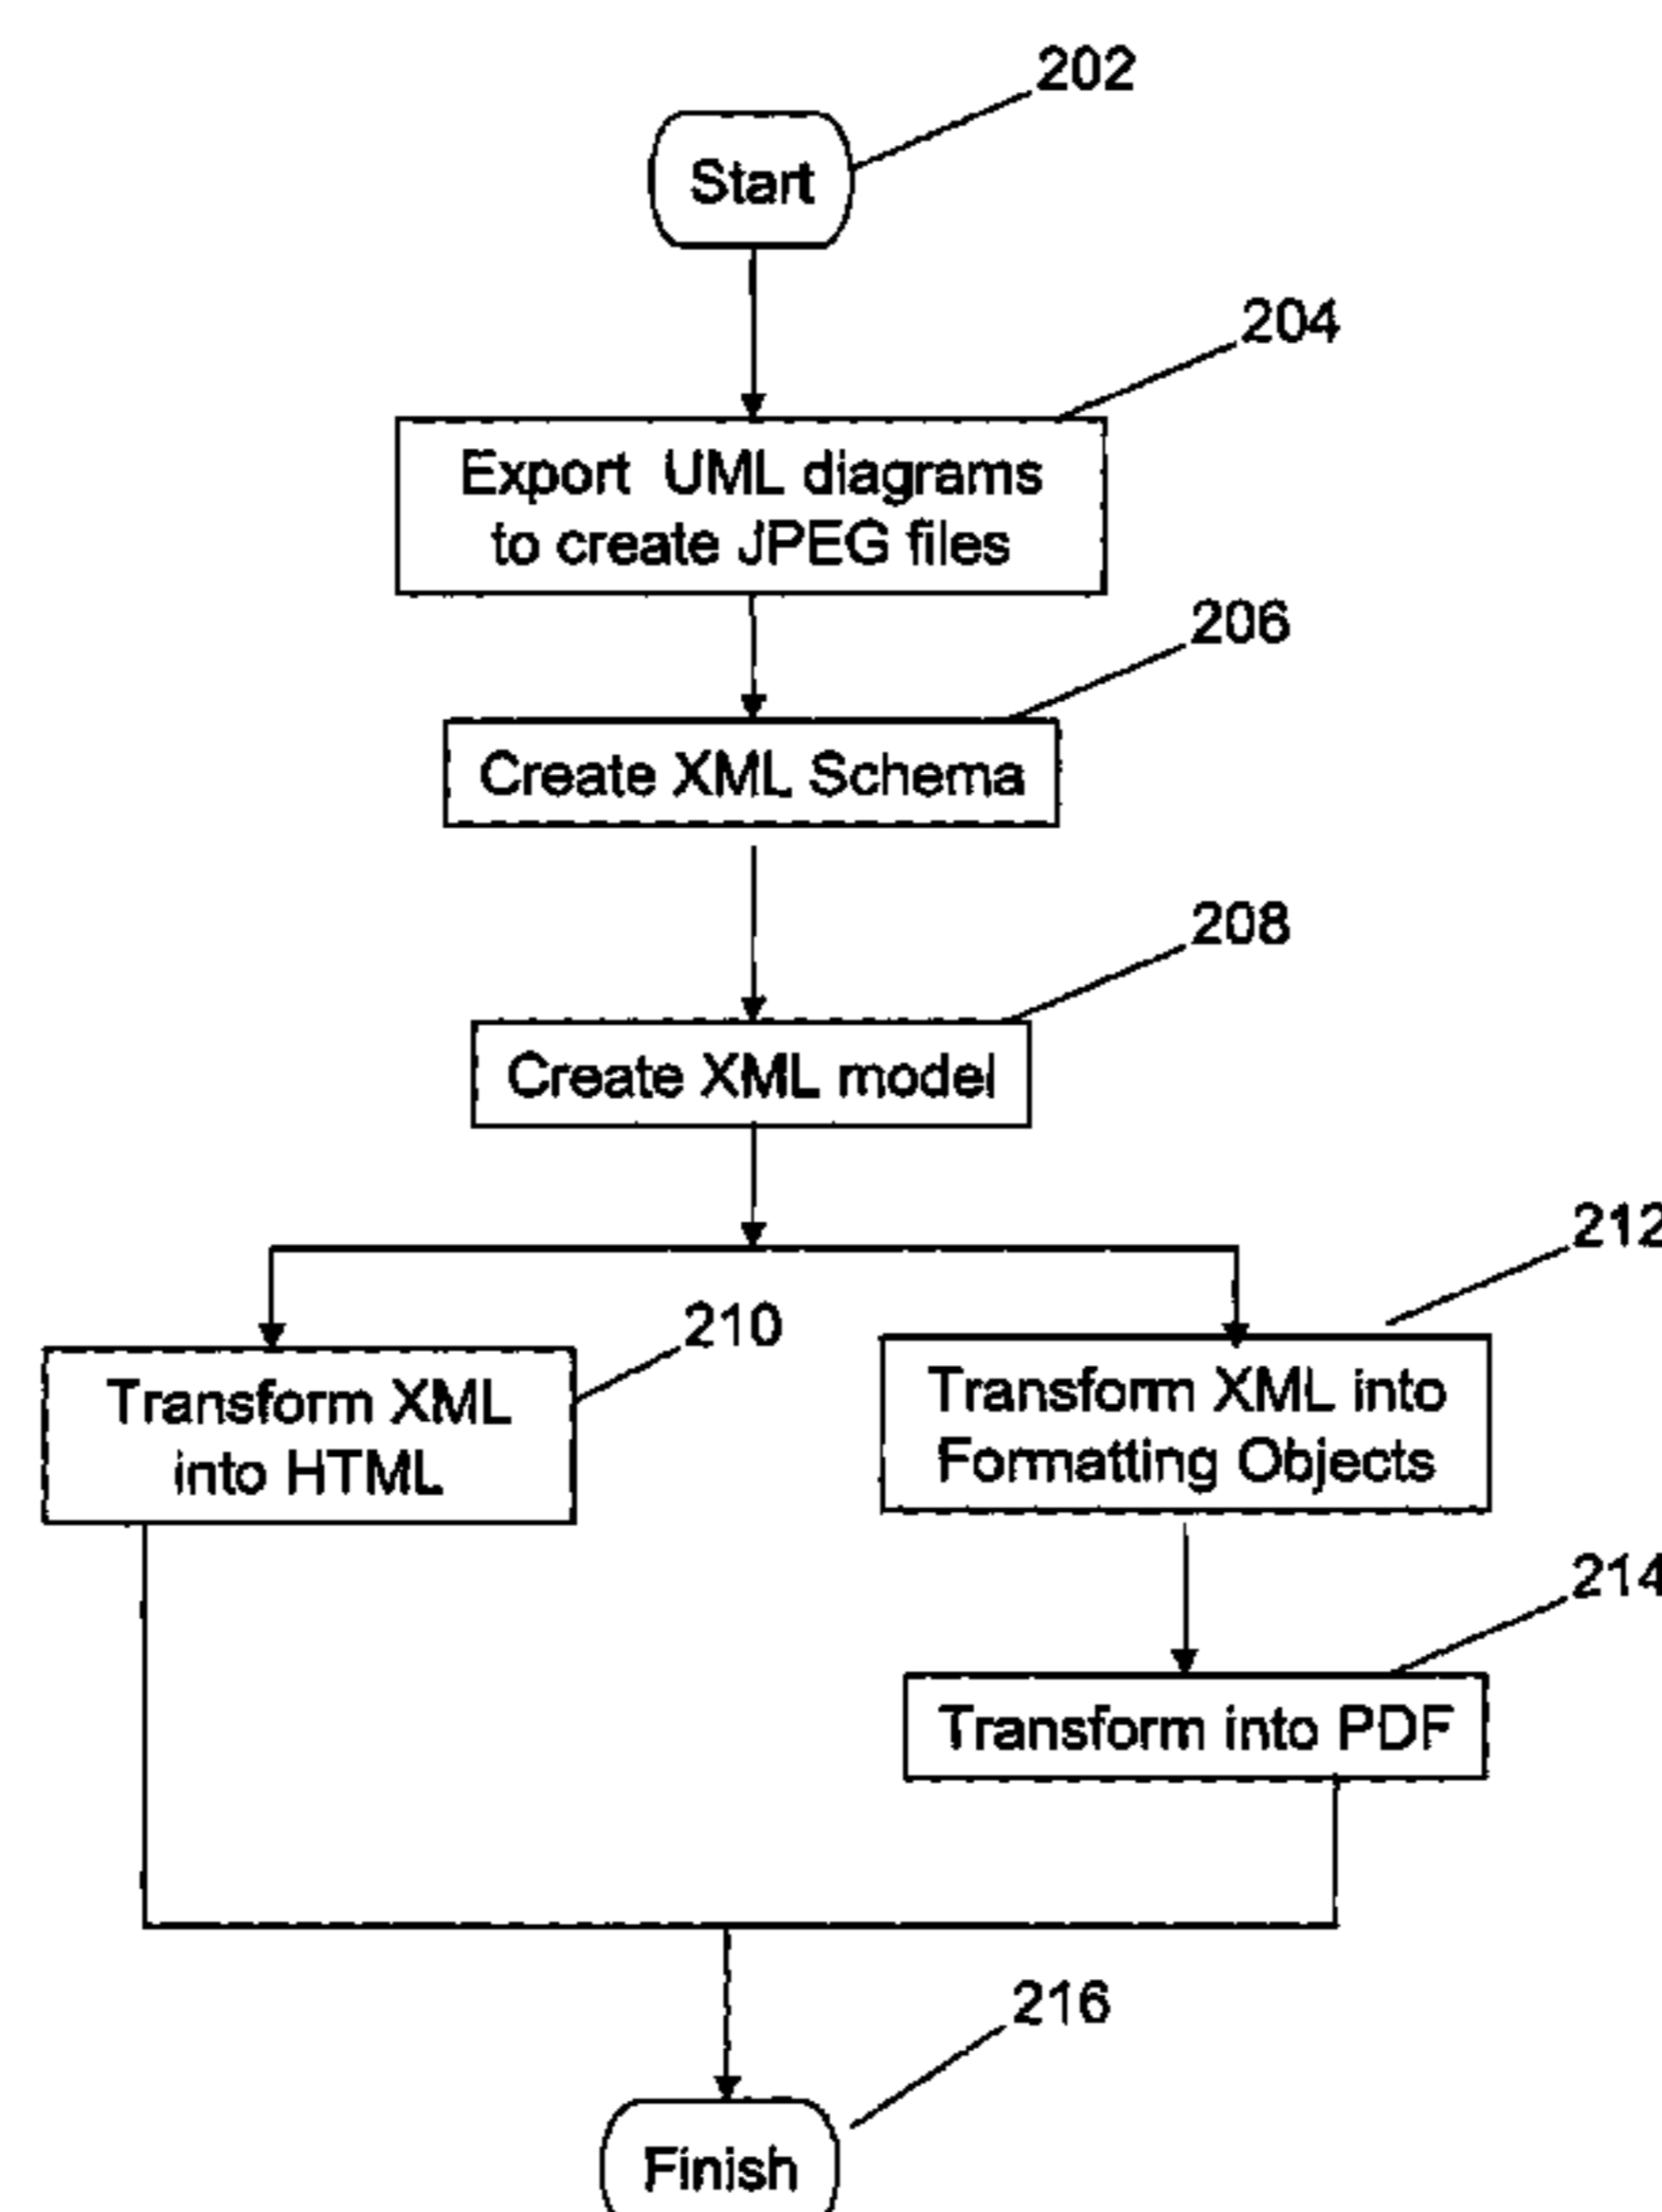 202
Start
204
Export UML diagrams
to create JPEG files
206
Create XML Schema
208
Create XML model
212
210
Transform XML
into HTML
Transform XML into
Formatting Objects
214
Transform into PDF
216
Finish